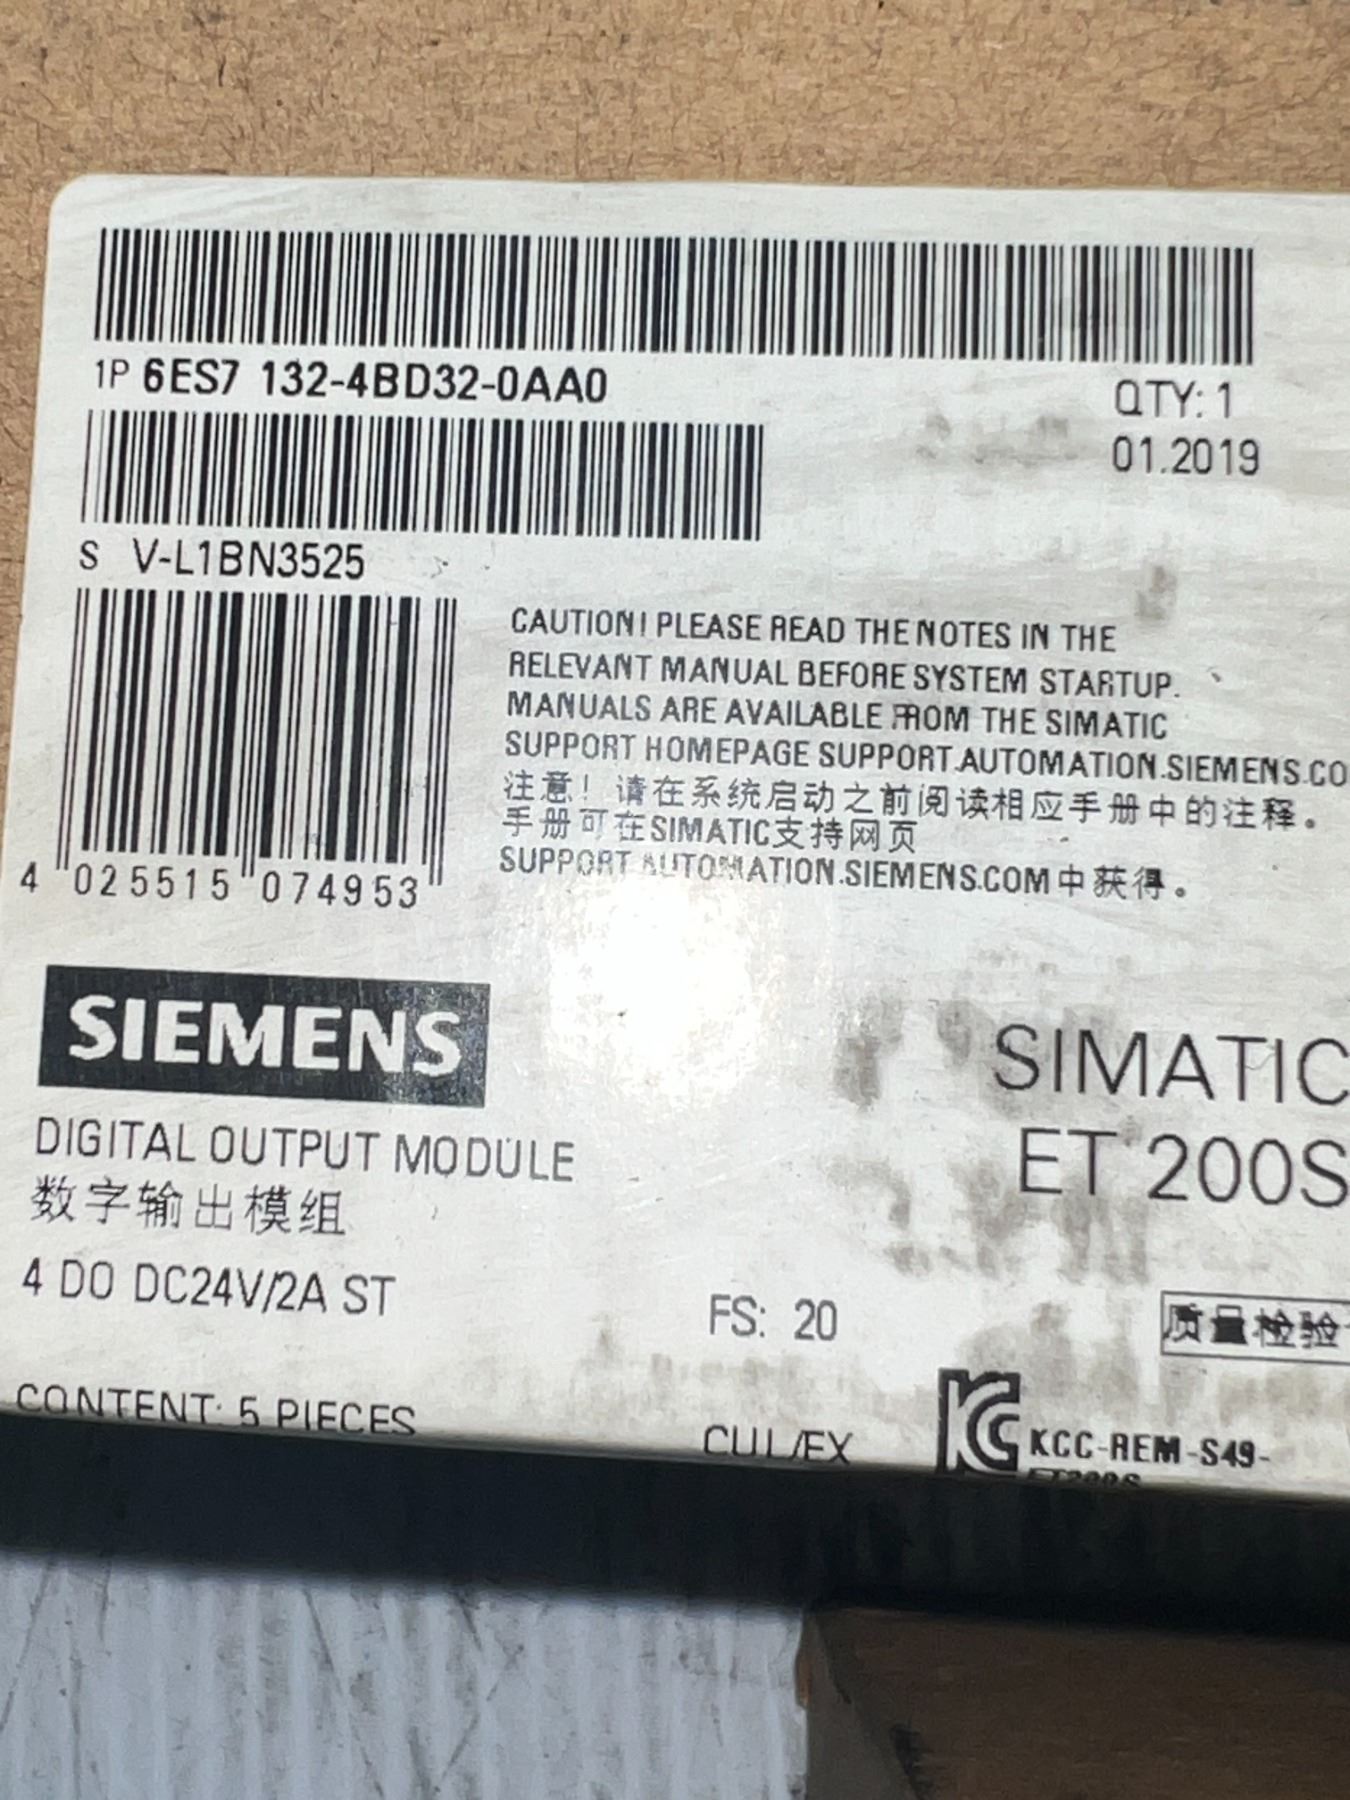 1P 6ES7 132-4BD32-0AA0
QTY: 1
01.2019
S V-L1BN3525
CAUTION! PLEASE READ THE NOTES IN THE
RELEVANT MANUAL BEFORE SYSTEM STARTUP.
MANUALS ARE AVAILABLE FROM THE SIMATIC
SUPPORT HOMEPAGE SUPPORT.AUTOMATION.SIEMENS.CO
注意！请在系统启动之前阅读相应手册中的注释。
手册可在SIMATIC支持网页
SUPPORT.AUTOMATION.SIEMENS.COM中获得。
4 025515 074953
SIEMENS
SIMATIC
ET 200S
DIGITAL OUTPUT MODULE
数字输出模组
4 DO DC24V/2A ST
FS: 20
质量检验
CONTENT: 5 PIECES
CUL/EX
KCC-REM-S49-
ET200S